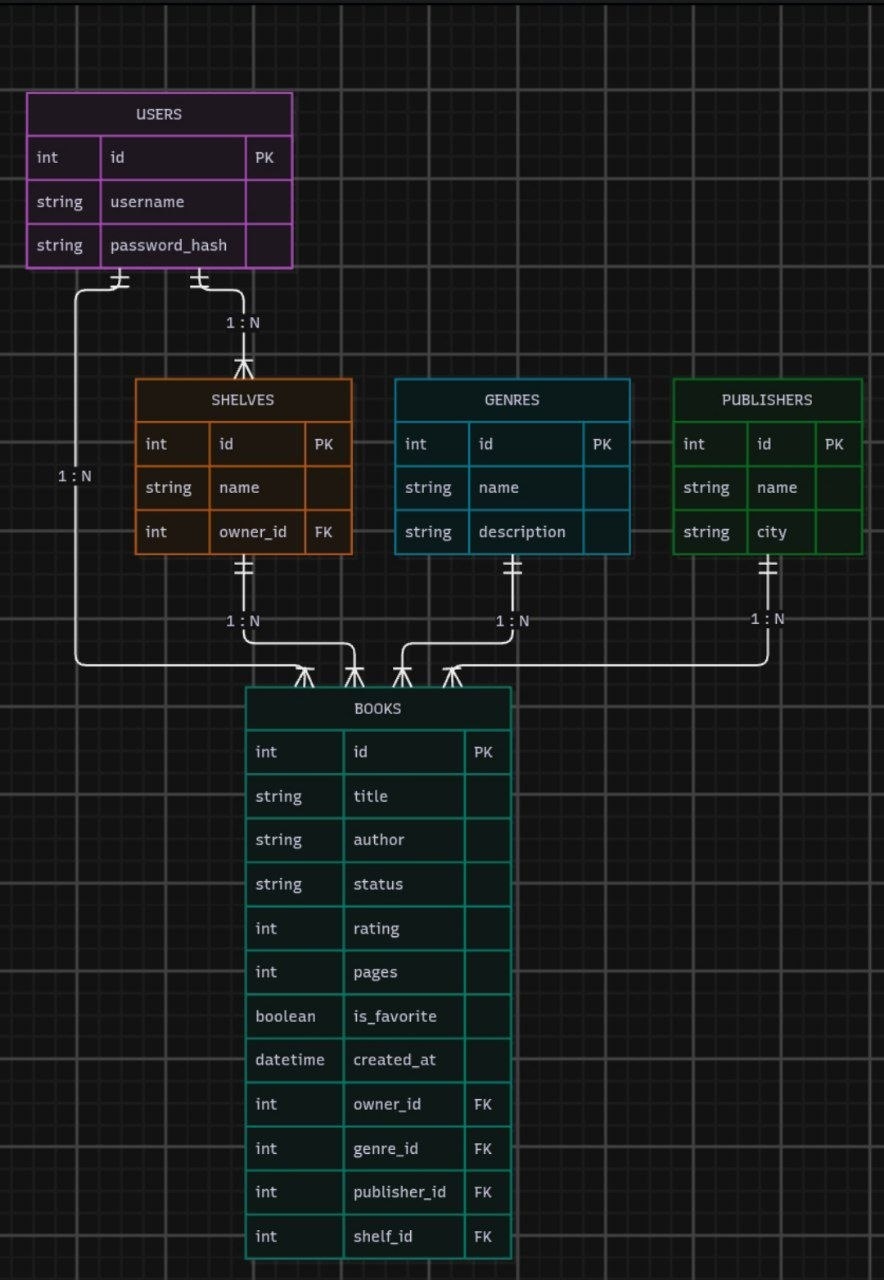 USERS
int id PK
string username
string password_hash
1:N
SHELVES
int id PK
string name
int owner_id FK
GENRES
int id PK
string name
string description
PUBLISHERS
int id PK
string name
string city
1:N
1:N
1:N
1:N
BOOKS
int id PK
string title
string author
string status
int rating
int pages
boolean is_favorite
datetime created_at
int owner_id FK
int genre_id FK
int publisher_id FK
int shelf_id FK